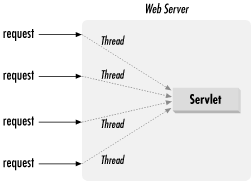 Web Server
request
Thread
request
Thread
Servlet
request
Thread
request
Thread